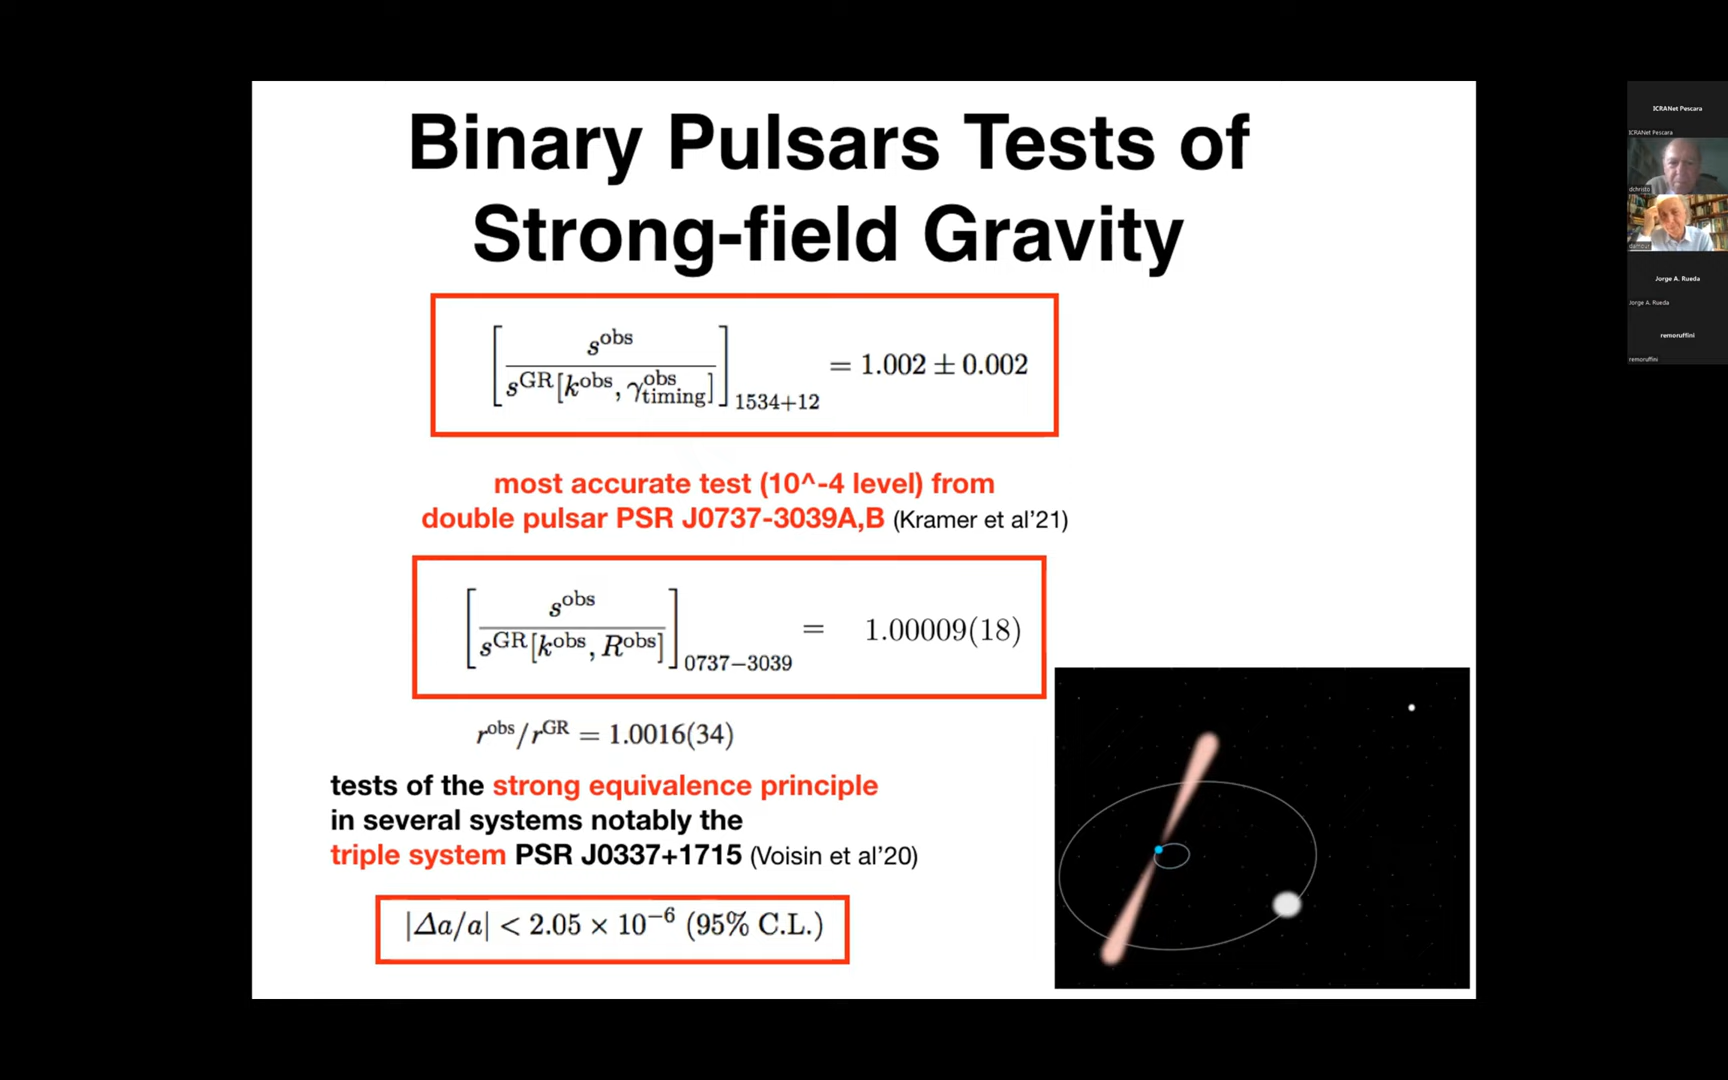 Binary Pulsars Tests of
Strong-field Gravity
[s^obs / s^GR[k^obs, γ^obs_timing]]_1534+12 = 1.002 ± 0.002
most accurate test (10^-4 level) from
double pulsar PSR J0737-3039A,B (Kramer et al'21)
[s^obs / s^GR[k^obs, R^obs]]_0737−3039 = 1.00009(18)
r^obs/r^GR = 1.0016(34)
tests of the strong equivalence principle
in several systems notably the
triple system PSR J0337+1715 (Voisin et al'20)
|Δa/a| < 2.05 × 10^−6 (95% C.L.)
ICRANet Pescara
ICRANet Pescara
dchristo
damour
Jorge A. Rueda
Jorge A. Rueda
remoruffini
remoruffini